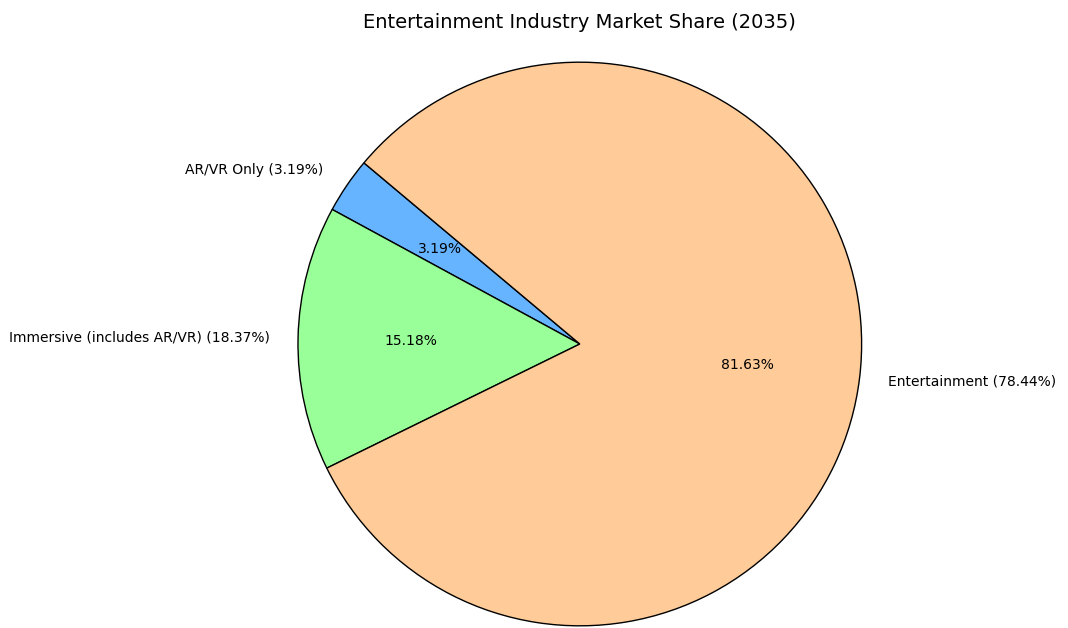 Entertainment Industry Market Share (2035)
AR/VR Only (3.19%)
3.19%
Immersive (includes AR/VR) (18.37%)
15.18%
81.63%
Entertainment (78.44%)